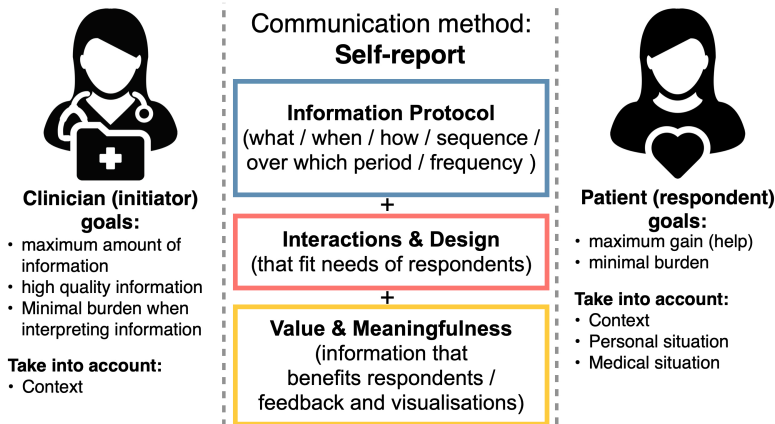 Communication method:
Self-report
Clinician (initiator)
goals:
• maximum amount of
information
• high quality information
• Minimal burden when
interpreting information
Take into account:
• Context
Information Protocol
(what / when / how / sequence /
over which period / frequency )
+
Interactions & Design
(that fit needs of respondents)
+
Value & Meaningfulness
(information that
benefits respondents /
feedback and visualisations)
Patient (respondent)
goals:
• maximum gain (help)
• minimal burden
Take into account:
• Context
• Personal situation
• Medical situation